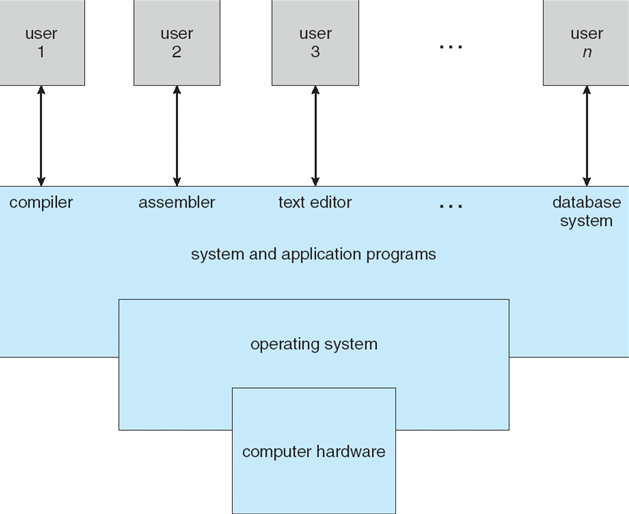 user
1
user
2
user
3
...
user
n
compiler
assembler
text editor
...
database
system
system and application programs
operating system
computer hardware